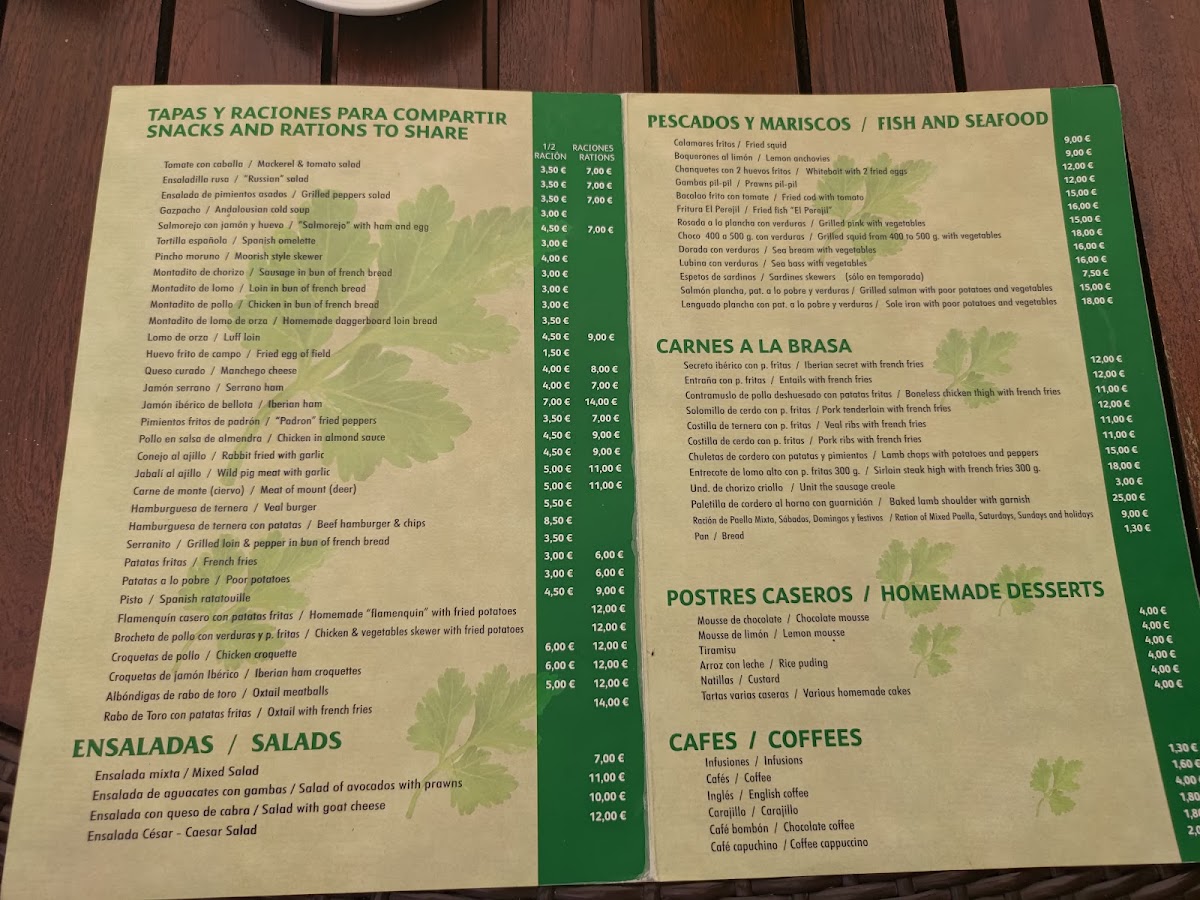 TAPAS Y RACIONES PARA COMPARTIR
SNACKS AND RATIONS TO SHARE
1/2 RACIÓN RACIONES RATIONS
Tomate con caballa / Mackerel & tomato salad 3,50 € 7,00 €
Ensaladilla rusa / "Russian" salad 3,50 € 7,00 €
Ensalada de pimientos asados / Grilled peppers salad 3,50 € 7,00 €
Gazpacho / Andalousian cold soup 3,00 €
Salmorejo con jamón y huevo / "Salmorejo" with ham and egg 4,50 € 7,00 €
Tortilla española / Spanish omelette 3,00 €
Pincho moruno / Moorish style skewer 4,00 €
Montadito de chorizo / Sausage in bun of french bread 3,00 €
Montadito de lomo / Loin in bun of french bread 3,00 €
Montadito de pollo / Chicken in bun of french bread 3,00 €
Montadito de lomo de orza / Homemade daggerboard loin bread 3,50 €
Lomo de orza / Luff loin 4,50 € 9,00 €
Huevo frito de campo / Fried egg of field 1,50 €
Queso curado / Manchego cheese 4,00 € 8,00 €
Jamón serrano / Serrano ham 4,00 € 7,00 €
Jamón ibérico de bellota / Iberian ham 7,00 € 14,00 €
Pimientos fritos de padrón / "Padron" fried peppers 3,50 € 7,00 €
Pollo en salsa de almendra / Chicken in almond sauce 4,50 € 9,00 €
Conejo al ajillo / Rabbit fried with garlic 4,50 € 9,00 €
Jabalí al ajillo / Wild pig meat with garlic 5,00 € 11,00 €
Carne de monte (ciervo) / Meat of mount (deer) 5,00 € 11,00 €
Hamburguesa de ternera / Veal burger 5,50 €
Hamburguesa de ternera con patatas / Beef hamburger & chips 8,50 €
Serranito / Grilled loin & pepper in bun of french bread 3,50 €
Patatas fritas / French fries 3,00 € 6,00 €
Patatas a lo pobre / Poor potatoes 3,00 € 6,00 €
Pisto / Spanish ratatouille 4,50 € 9,00 €
Flamenquín casero con patatas fritas / Homemade "flamenquin" with fried potatoes 12,00 €
Brocheta de pollo con verduras y p. fritas / Chicken & vegetables skewer with fried potatoes 12,00 €
Croquetas de pollo / Chicken croquette 6,00 € 12,00 €
Croquetas de jamón Ibérico / Iberian ham croquettes 6,00 € 12,00 €
Albóndigas de rabo de toro / Oxtail meatballs 5,00 € 12,00 €
Rabo de Toro con patatas fritas / Oxtail with french fries 14,00 €
ENSALADAS / SALADS
Ensalada mixta / Mixed Salad 7,00 €
Ensalada de aguacates con gambas / Salad of avocados with prawns 11,00 €
Ensalada con queso de cabra / Salad with goat cheese 10,00 €
Ensalada César - Caesar Salad 12,00 €
PESCADOS Y MARISCOS / FISH AND SEAFOOD
Calamares fritos / Fried squid 9,00 €
Boquerones al limón / Lemon anchovies 9,00 €
Chanquetes con 2 huevos fritos / Whitebait with 2 fried eggs 12,00 €
Gambas pil-pil / Prawns pil-pil 12,00 €
Bacalao frito con tomate / Fried cod with tomato 15,00 €
Fritura El Perejil / Fried fish "El Perejil" 16,00 €
Rosada a la plancha con verduras / Grilled pink with vegetables 15,00 €
Choco 400 a 500 g. con verduras / Grilled squid from 400 to 500 g. with vegetables 18,00 €
Dorada con verduras / Sea bream with vegetables 16,00 €
Lubina con verduras / Sea bass with vegetables 16,00 €
Espetos de sardinas / Sardines skewers (sólo en temporada) 7,50 €
Salmón plancha, pat. a lo pobre y verduras / Grilled salmon with poor potatoes and vegetables 15,00 €
Lenguado plancha con pat. a lo pobre y verduras / Sole iron with poor potatoes and vegetables 18,00 €
CARNES A LA BRASA
Secreto ibérico con p. fritas / Iberian secret with french fries 12,00 €
Entraña con p. fritas / Entails with french fries 12,00 €
Contramuslo de pollo deshuesado con patatas fritas / Boneless chicken thigh with french fries 11,00 €
Solomillo de cerdo con p. fritas / Pork tenderloin with french fries 12,00 €
Costilla de ternera con p. fritas / Veal ribs with french fries 11,00 €
Costilla de cerdo con p. fritas / Pork ribs with french fries 11,00 €
Chuletas de cordero con patatas y pimientos / Lamb chops with potatoes and peppers 15,00 €
Entrecote de lomo alto con p. fritas 300 g. / Sirloin steak high with french fries 300 g. 18,00 €
Und. de chorizo criollo / Unit the sausage creole 3,00 €
Paletilla de cordero al horno con guarnición / Baked lamb shoulder with garnish 25,00 €
Ración de Paella Mixta, Sábados, Domingos y festivos / Ration of Mixed Paella, Saturdays, Sundays and holidays 9,00 €
Pan / Bread 1,30 €
POSTRES CASEROS / HOMEMADE DESSERTS
Mousse de chocolate / Chocolate mousse 4,00 €
Mousse de limón / Lemon mousse 4,00 €
Tiramisu 4,00 €
Arroz con leche / Rice puding 4,00 €
Natillas / Custard 4,00 €
Tartas varias caseras / Various homemade cakes 4,00 €
CAFES / COFFEES
Infusiones / Infusions 1,30 €
Cafés / Coffee 1,60 €
Inglés / English coffee 4,00
Carajillo / Carajillo 1,80
Café bombón / Chocolate coffee 1,80
Café capuchino / Coffee cappuccino 2,0